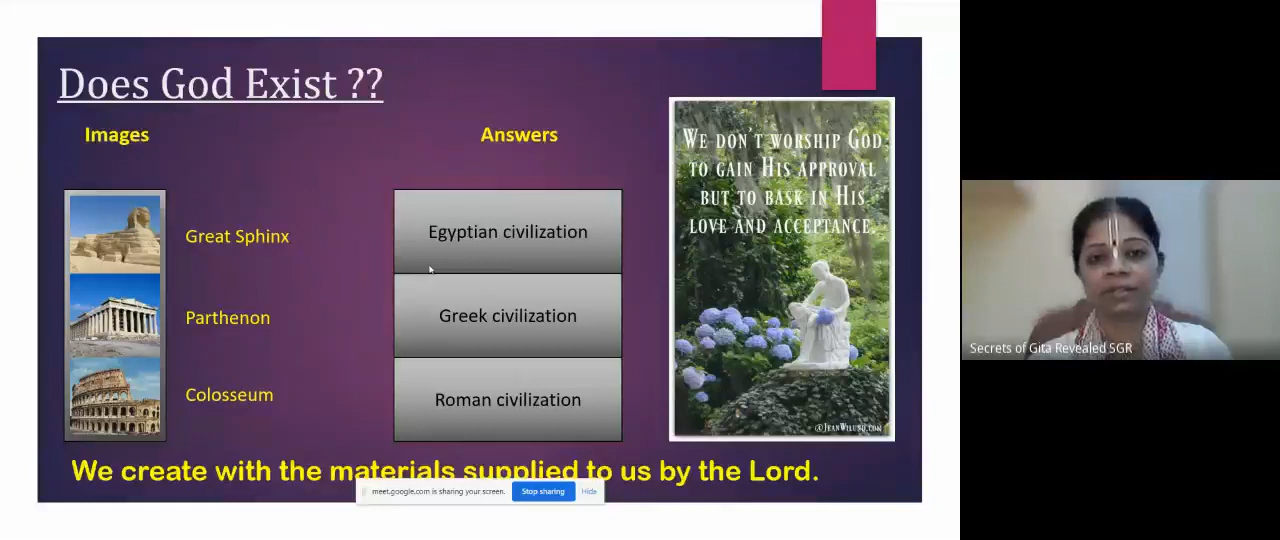 Does God Exist ??
Images
Answers
Great Sphinx
Egyptian civilization
Parthenon
Greek civilization
Colosseum
Roman civilization
We don't worship God
to gain His approval
but to bask in His
love and acceptance.
@JeanWilund.com
We create with the materials supplied to us by the Lord.
meet.google.com is sharing your screen.
Stop sharing
Hide
Secrets of Gita Revealed SGR